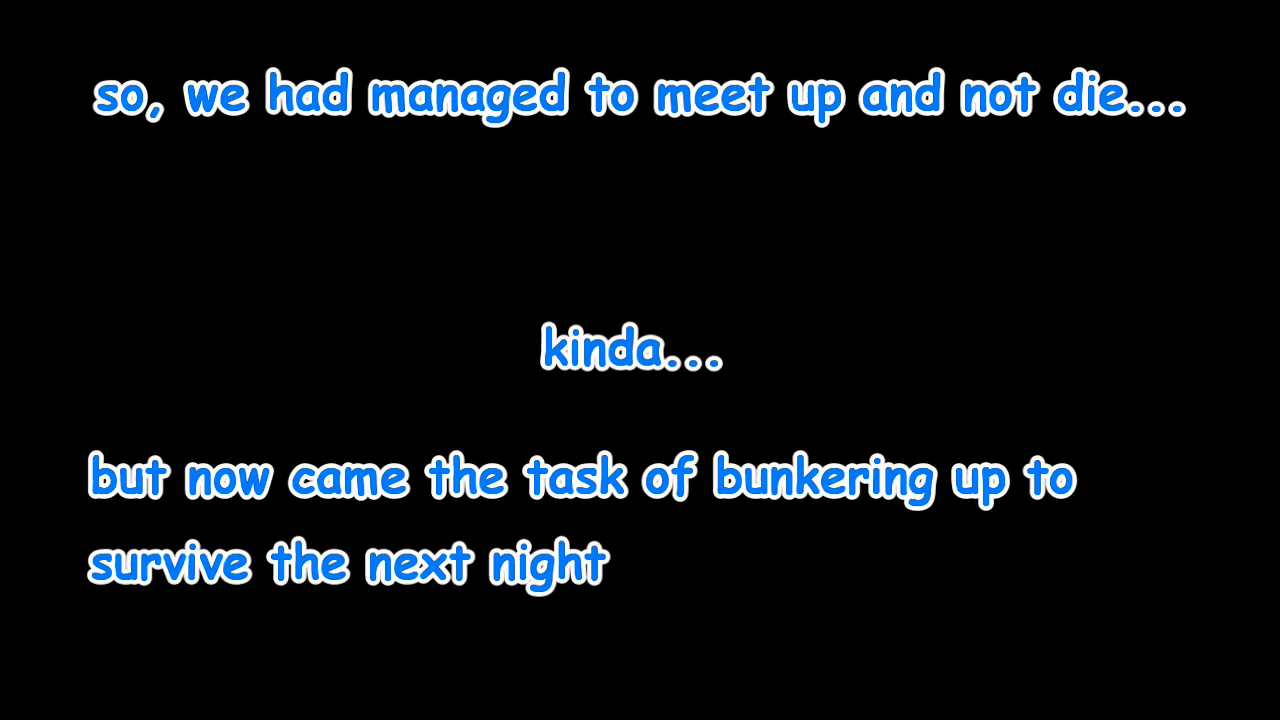 so, we had managed to meet up and not die...
kinda...
but now came the task of bunkering up to
survive the next night